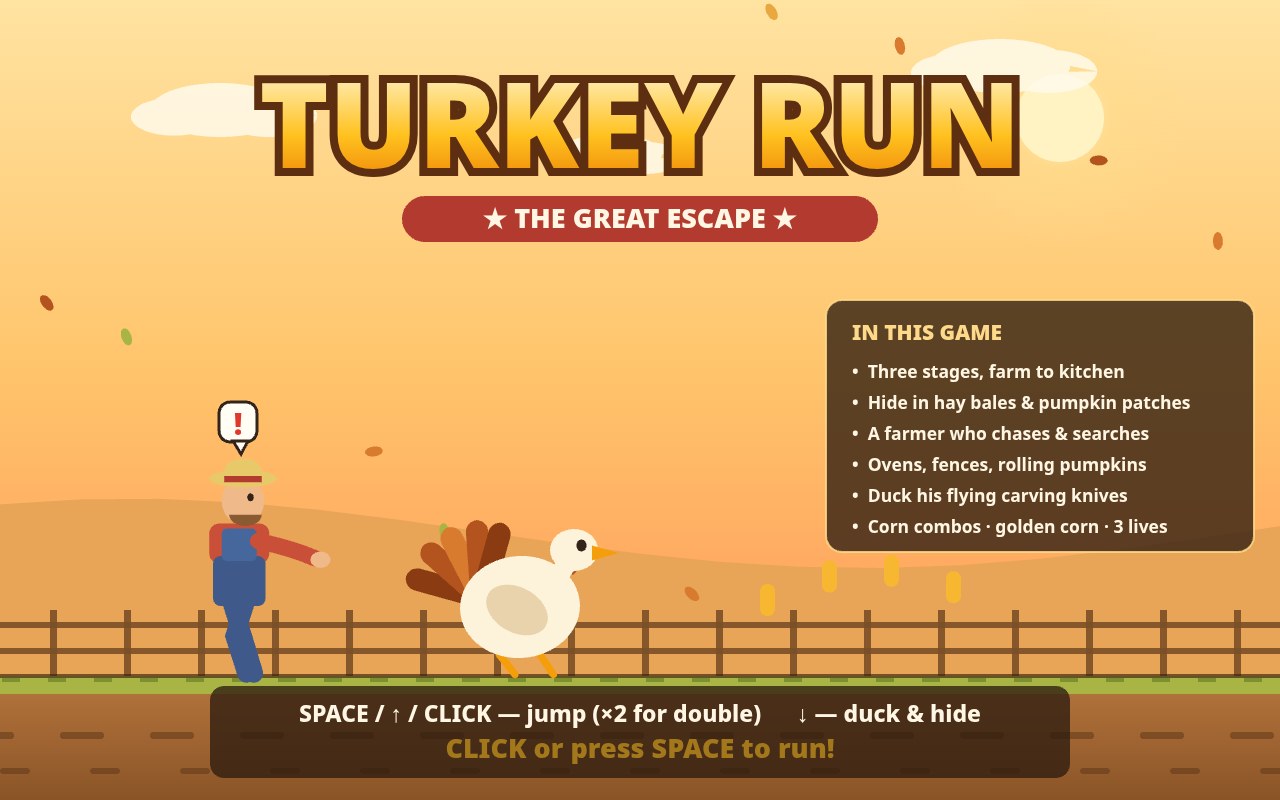 TURKEY RUN
★ THE GREAT ESCAPE ★
!
IN THIS GAME
• Three stages, farm to kitchen
• Hide in hay bales & pumpkin patches
• A farmer who chases & searches
• Ovens, fences, rolling pumpkins
• Duck his flying carving knives
• Corn combos · golden corn · 3 lives
SPACE / ↑ / CLICK — jump (×2 for double) ↓ — duck & hide
CLICK or press SPACE to run!